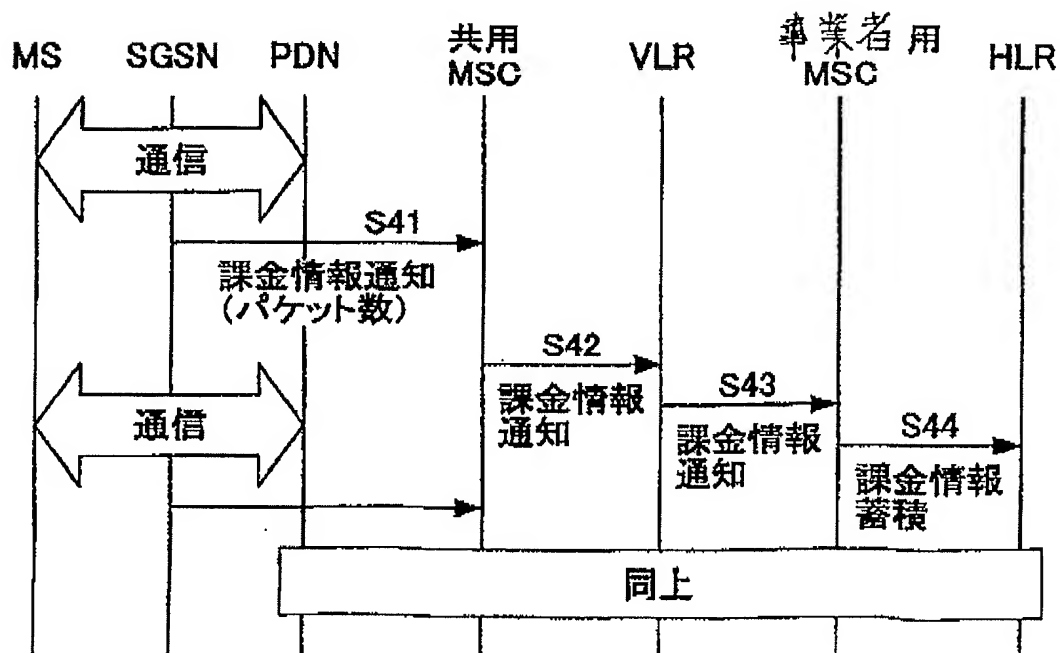 MS
SGSN
PDN
共用
MSC
VLR
事業者用
MSC
HLR
通信
S41
課金情報通知
(パケット数)
S42
課金情報
通知
S43
課金情報
通知
S44
課金情報
蓄積
通信
同上